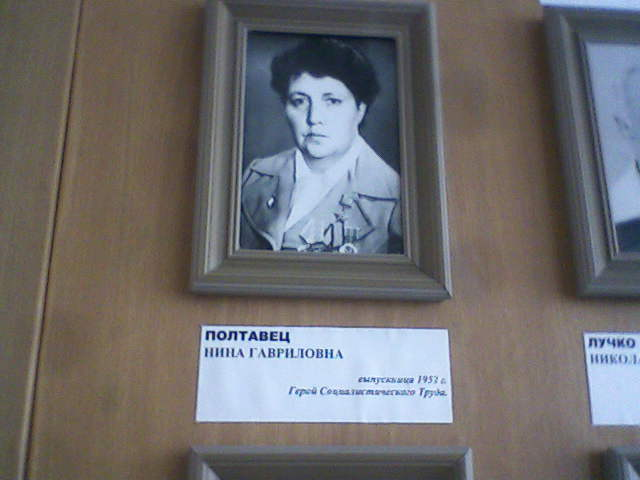 ПОЛТАВЕЦ
НИНА ГАВРИЛОВНА
выпускница 1953 г.
Герой Социалистического Труда.
ЛУЧКО